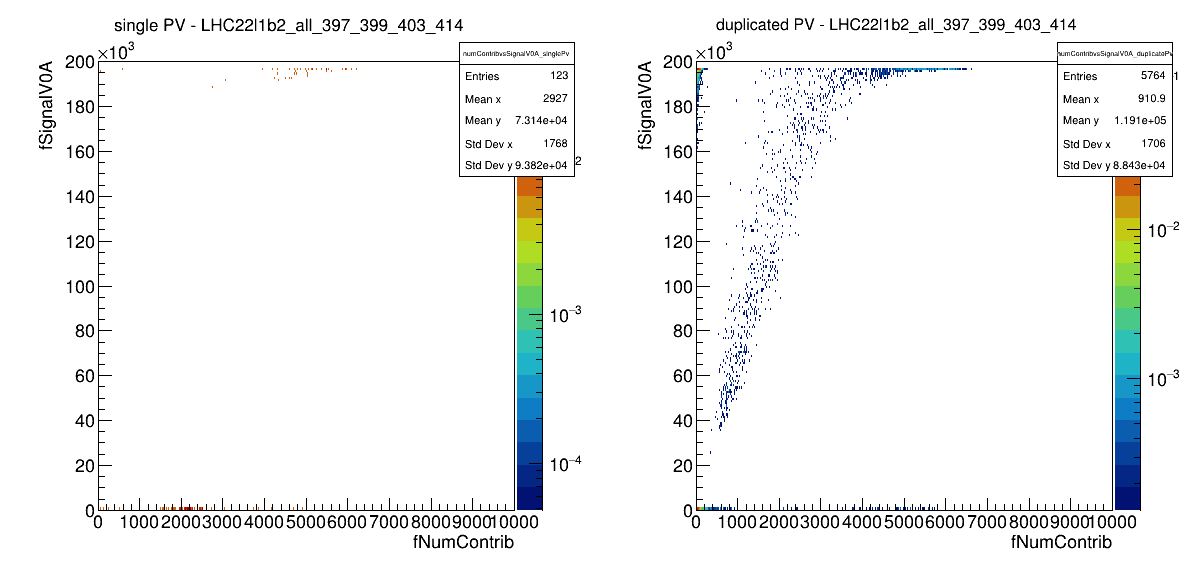 single PV - LHC22l1b2_all_397_399_403_414
×10³
fSignalV0A
200
180
160
140
120
100
80
60
40
20
0
0 1000 2000 3000 4000 5000 6000 7000 8000 9000 10000
fNumContrib
numContribvsSignalV0A_singlePv
Entries 123
Mean x 2927
Mean y 7.314e+04
Std Dev x 1768
Std Dev y 9.382e+04
2
10⁻³
10⁻⁴
duplicated PV - LHC22l1b2_all_397_399_403_414
×10³
fSignalV0A
200
180
160
140
120
100
80
60
40
20
0
0 1000 2000 3000 4000 5000 6000 7000 8000 9000 10000
fNumContrib
numContribvsSignalV0A_duplicatePv
Entries 5764
Mean x 910.9
Mean y 1.191e+05
Std Dev x 1706
Std Dev y 8.843e+04
1
10⁻²
10⁻³